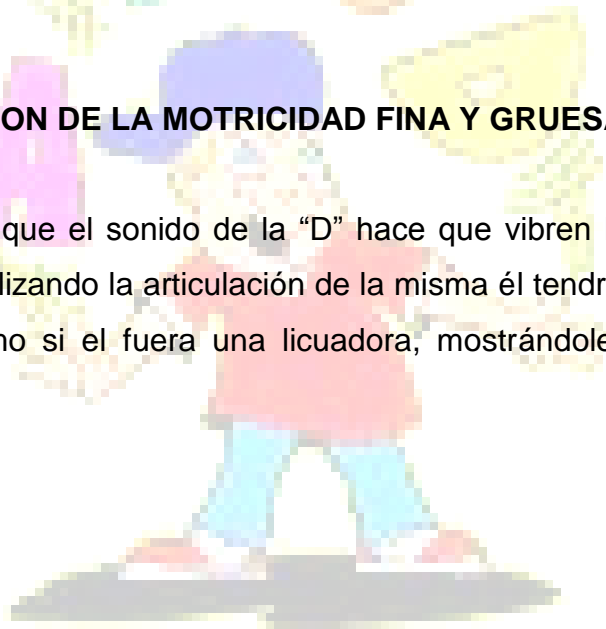 ON DE LA MOTRICIDAD FINA Y GRUESA
que el sonido de la “D” hace que vibren
lizando la articulación de la misma él tendr
no si el fuera una licuadora, mostrándole